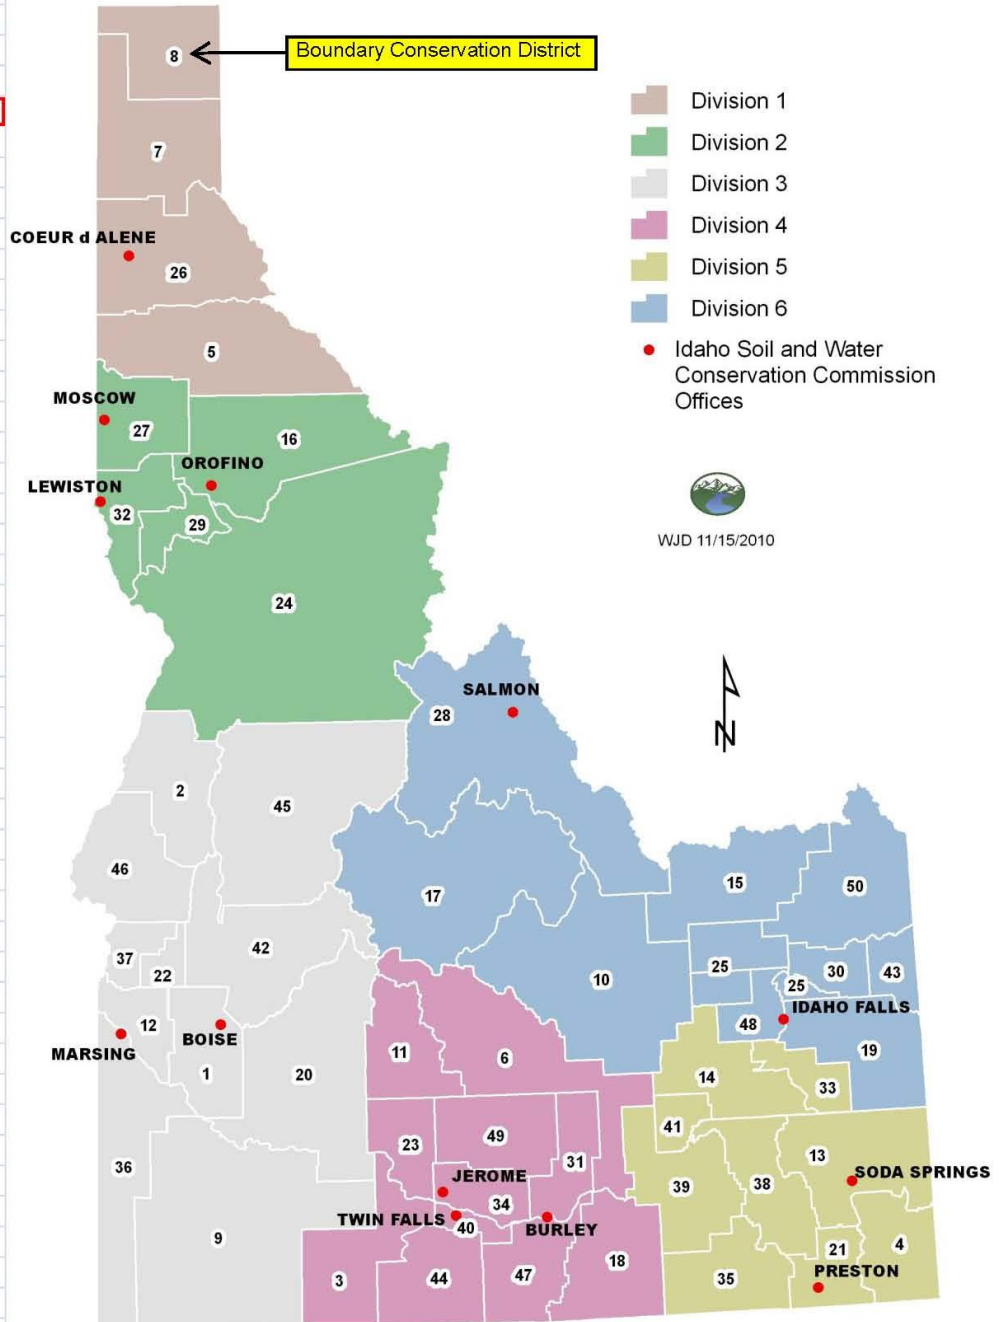 8
Boundary Conservation District
Division 1
Division 2
Division 3
Division 4
Division 5
Division 6
Idaho Soil and Water
Conservation Commission
Offices
WJD 11/15/2010
N
7
COEUR d ALENE
26
5
MOSCOW
27
16
OROFINO
LEWISTON
32
29
24
SALMON
28
2
45
46
17
15
50
37
22
42
10
25
25
30
43
IDAHO FALLS
48
19
12
MARSING
BOISE
1
20
11
6
14
33
36
9
23
49
31
41
JEROME
34
TWIN FALLS
40
BURLEY
39
38
13
SODA SPRINGS
3
44
47
18
35
21
4
PRESTON